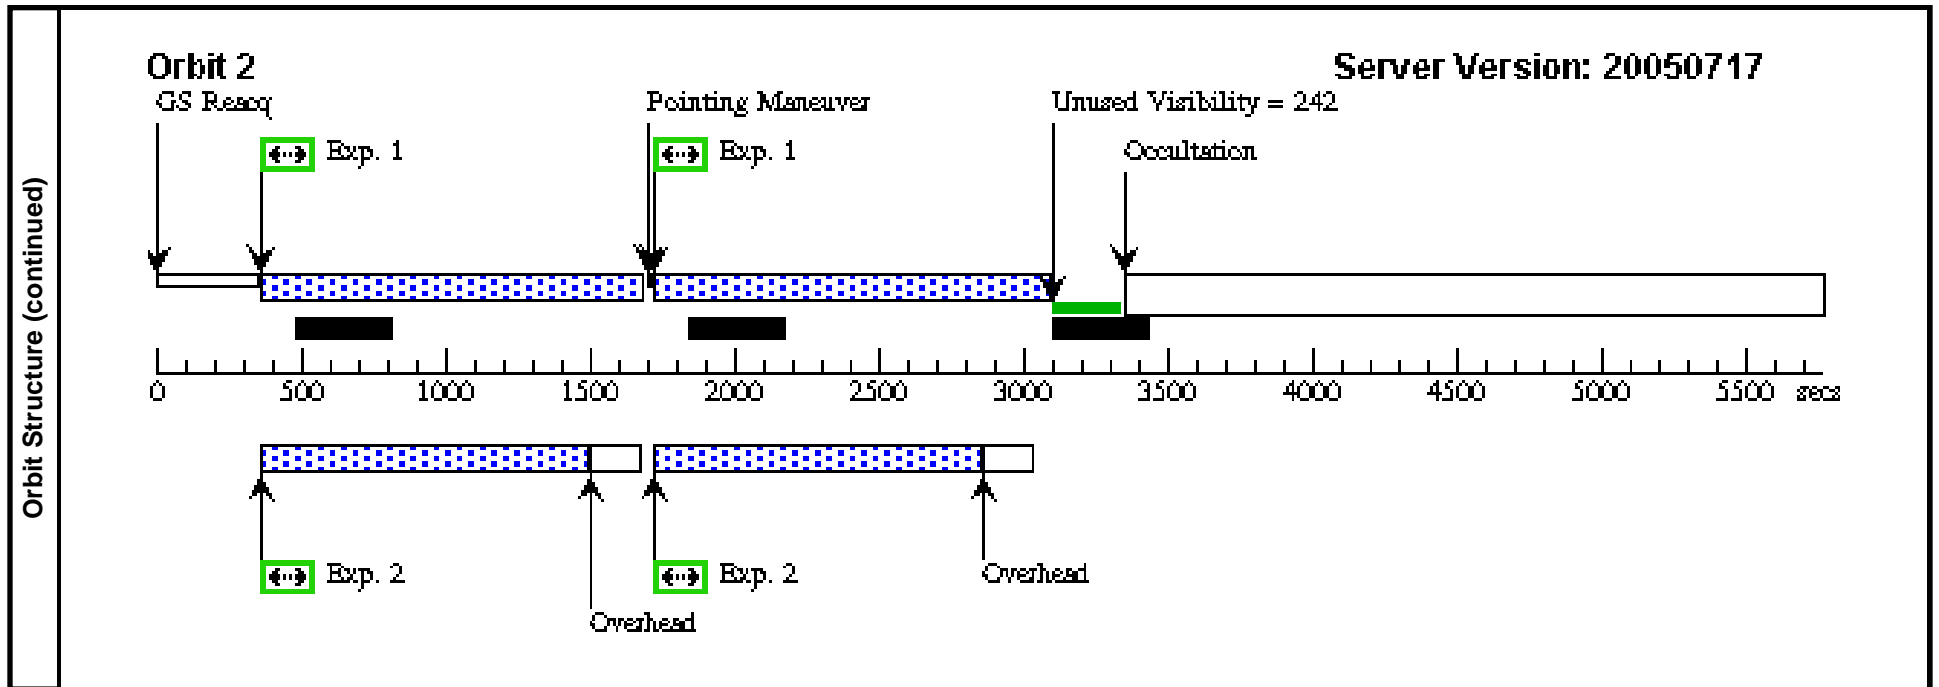 Orbit Structure (continued)
Orbit 2
Server Version: 20050717
GS Reacq
Pointing Maneuver
Unused Visibility = 242
Exp. 1
Exp. 1
Occultation
0 500 1000 1500 2000 2500 3000 3500 4000 4500 5000 5500 secs
Exp. 2
Exp. 2
Overhead
Overhead